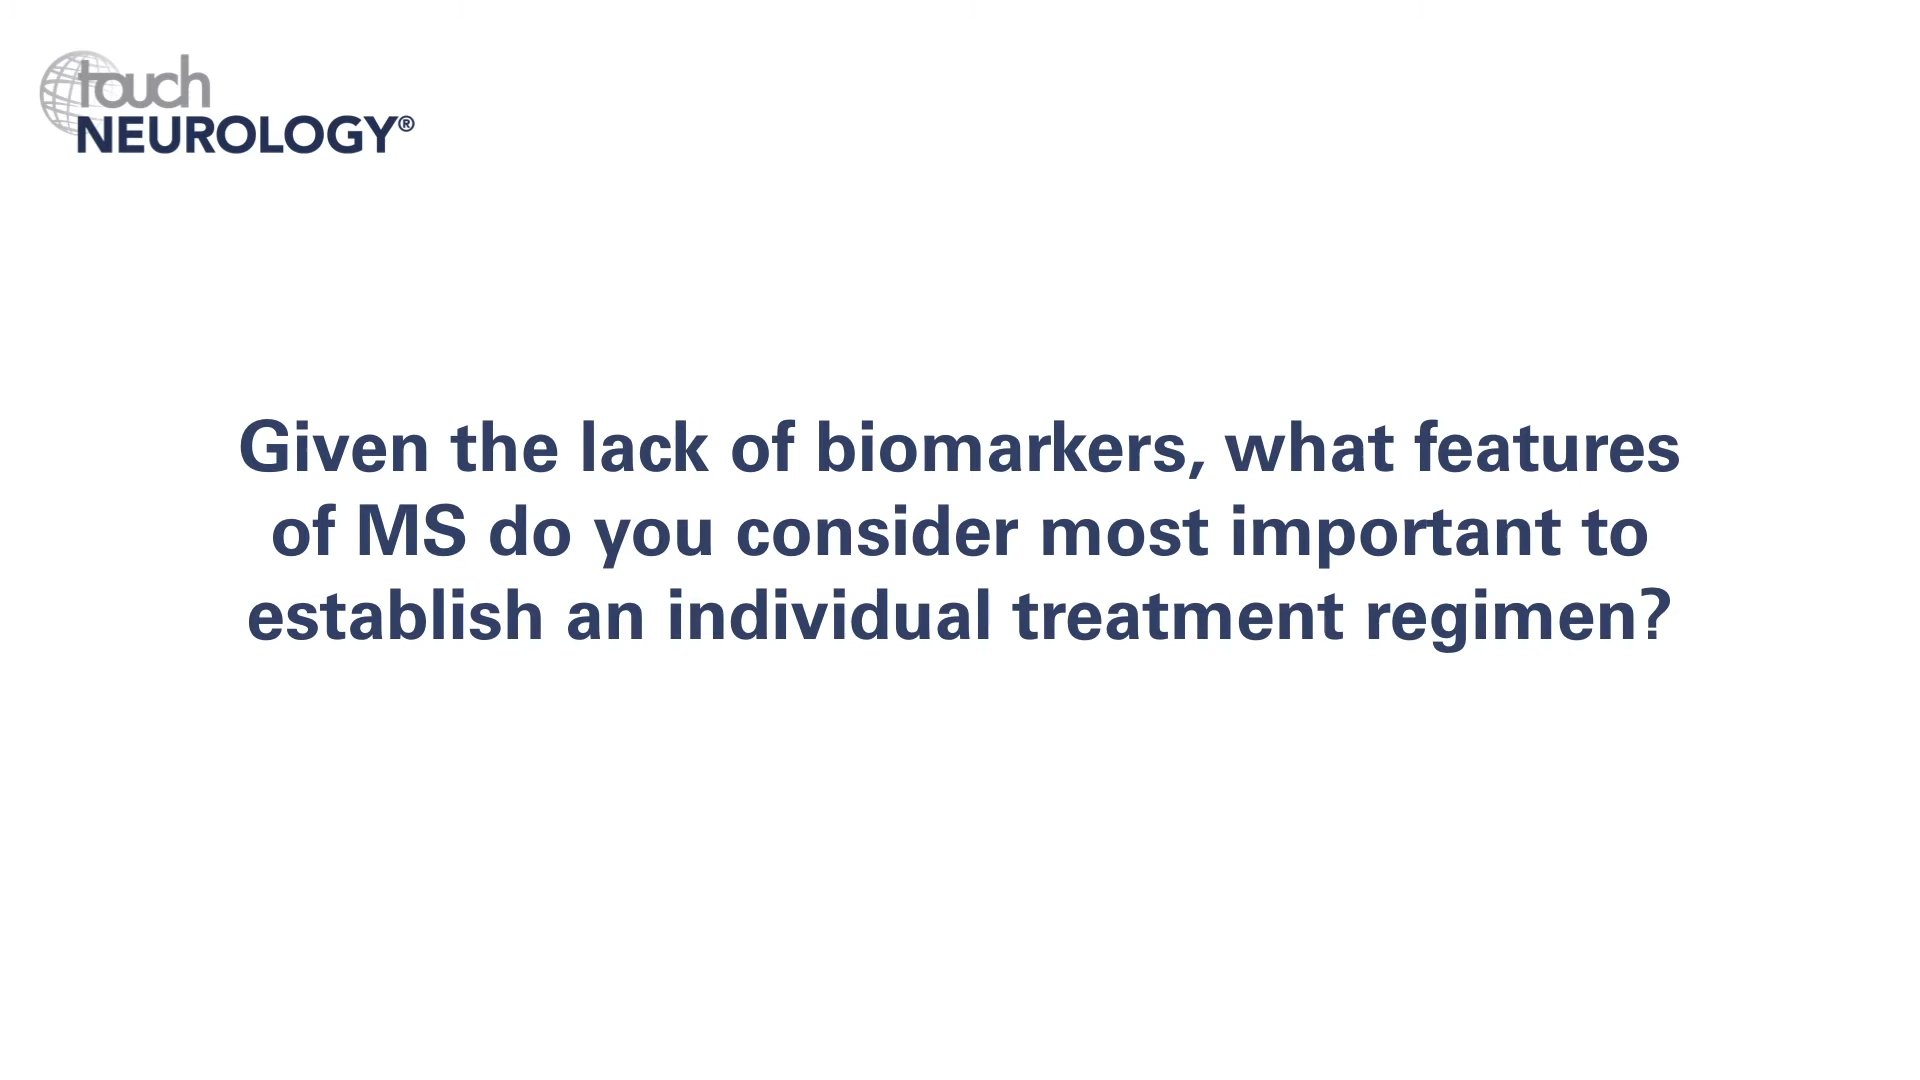 touch
NEUROLOGY®
Given the lack of biomarkers, what features
of MS do you consider most important to
establish an individual treatment regimen?